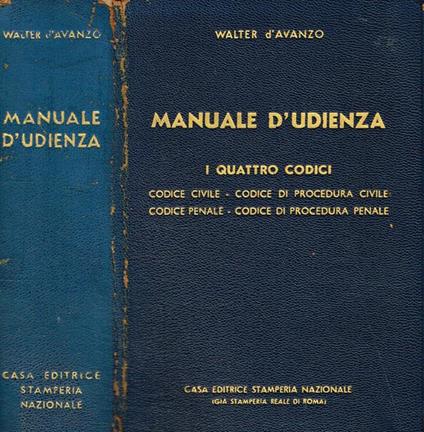 WALTER d'AVANZO
MANUALE
D'UDIENZA
CASA EDITRICE
STAMPERIA
NAZIONALE
WALTER d'AVANZO
MANUALE D'UDIENZA
I QUATTRO CODICI
CODICE CIVILE - CODICE DI PROCEDURA CIVILE
CODICE PENALE - CODICE DI PROCEDURA PENALE
CASA EDITRICE STAMPERIA NAZIONALE
(GIÀ STAMPERIA REALE DI ROMA)